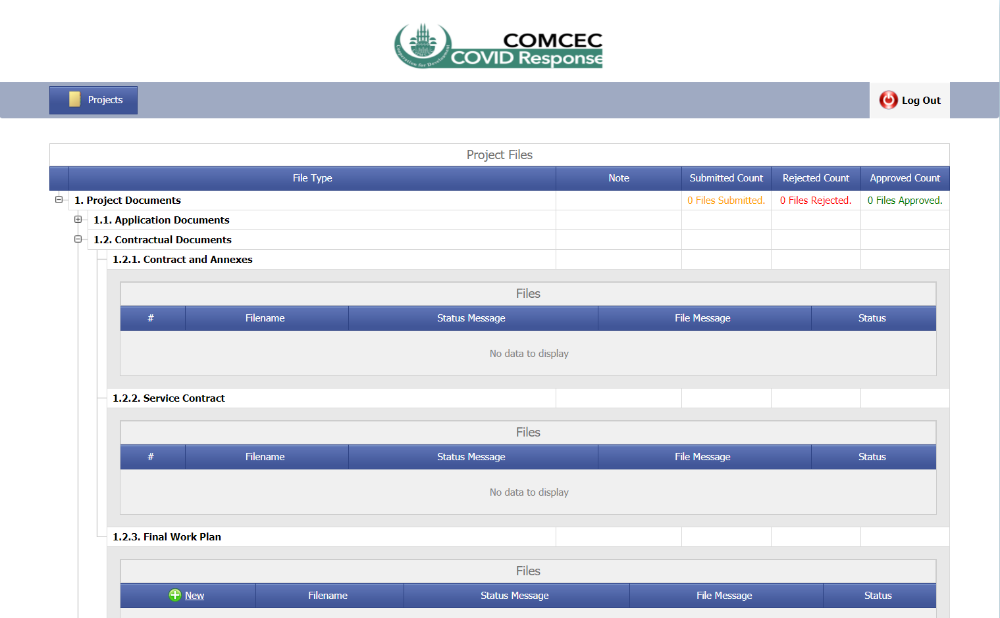 COMCEC
COVID Response
Cooperation for Development
Projects
Log Out
Project Files
File Type Note Submitted Count Rejected Count Approved Count
1. Project Documents 0 Files Submitted. 0 Files Rejected. 0 Files Approved.
1.1. Application Documents
1.2. Contractual Documents
1.2.1. Contract and Annexes
Files
# Filename Status Message File Message Status
No data to display
1.2.2. Service Contract
Files
# Filename Status Message File Message Status
No data to display
1.2.3. Final Work Plan
Files
New Filename Status Message File Message Status